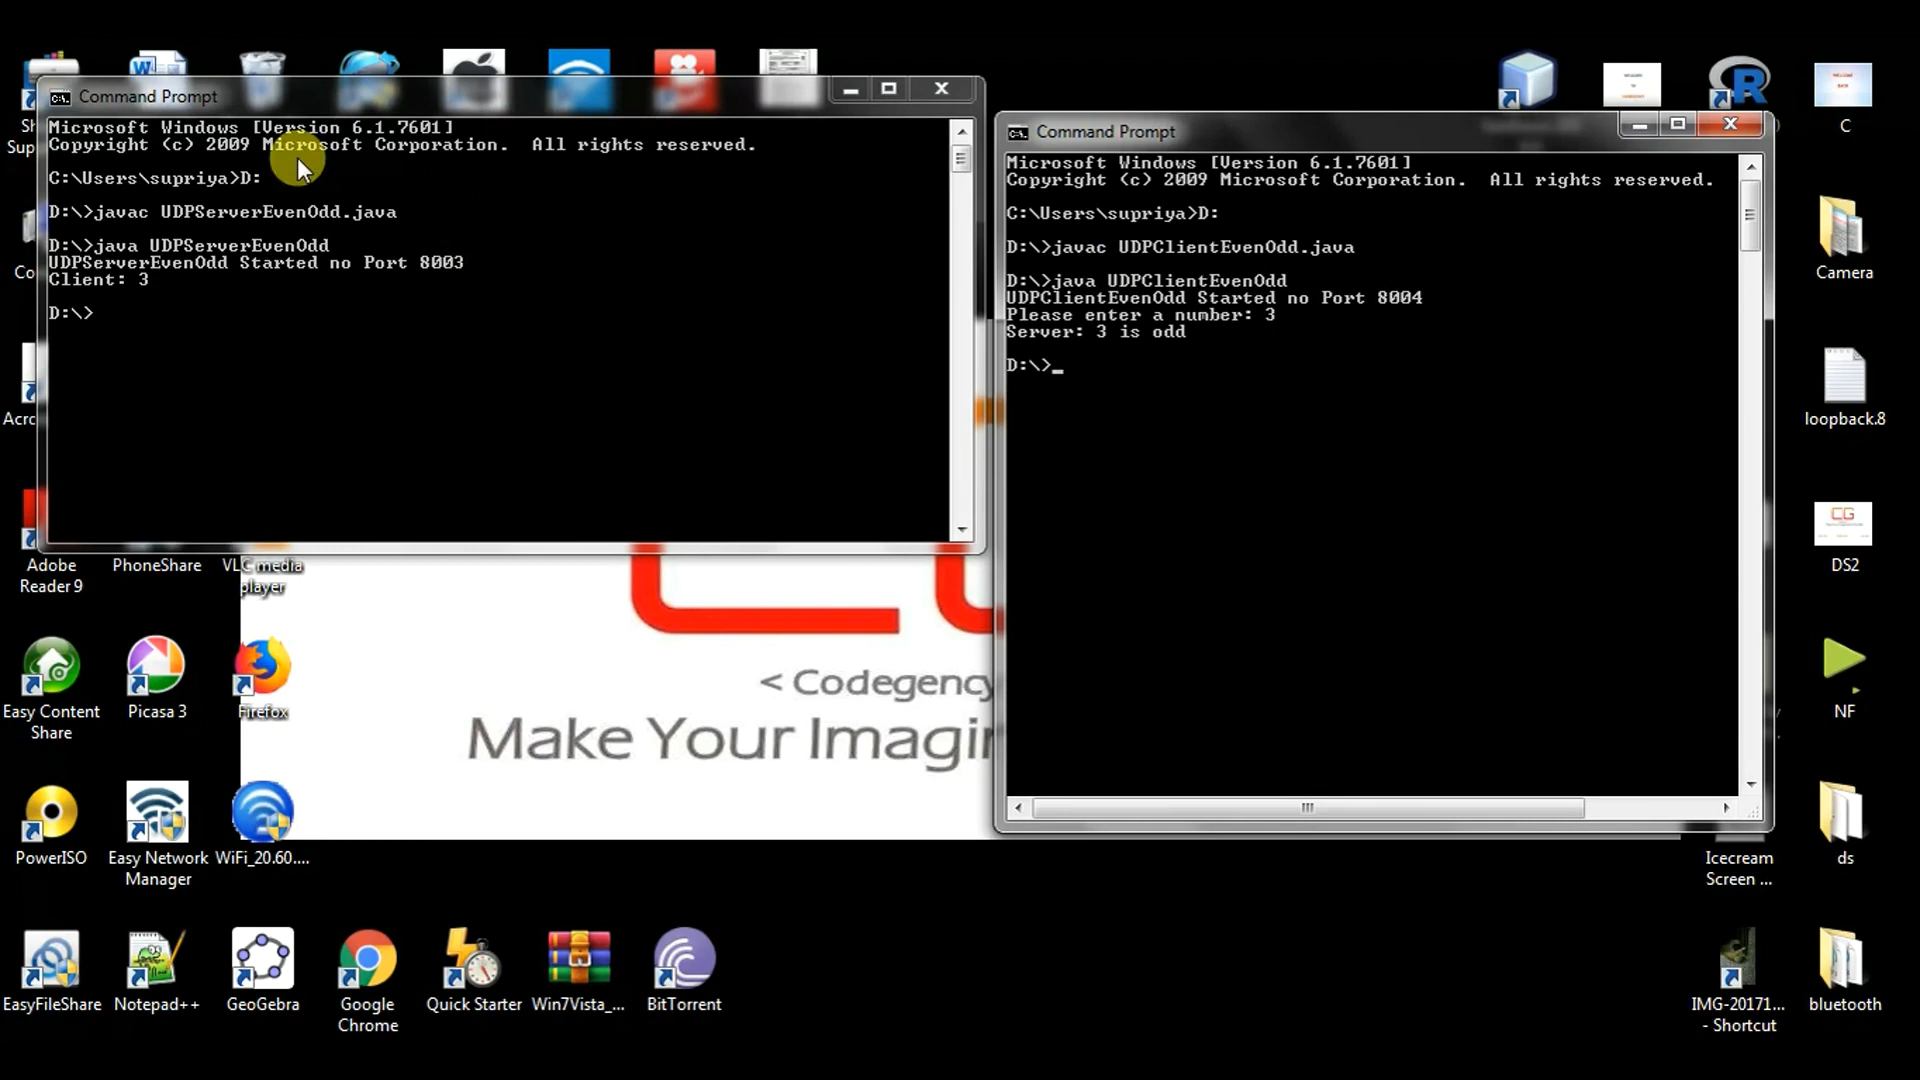 Command Prompt
Microsoft Windows [Version 6.1.7601]
Copyright (c) 2009 Microsoft Corporation.  All rights reserved.
C:\Users\supriya>D:
D:\>javac UDPServerEvenOdd.java
D:\>java UDPServerEvenOdd
UDPServerEvenOdd Started no Port 8003
Client: 3
D:\>
Command Prompt
Microsoft Windows [Version 6.1.7601]
Copyright (c) 2009 Microsoft Corporation.  All rights reserved.
C:\Users\supriya>D:
D:\>javac UDPClientEvenOdd.java
D:\>java UDPClientEvenOdd
UDPClientEvenOdd Started no Port 8004
Please enter a number: 3
Server: 3 is odd
D:\>_
C
Camera
loopback.8
DS2
NF
ds
bluetooth
Adobe
Reader 9
PhoneShare
VLC media
player
< Codegency
Make Your Imagin
Easy Content
Share
Picasa 3
Firefox
PowerISO
Easy Network
Manager
WiFi_20.60....
Icecream
Screen ...
EasyFileShare
Notepad++
GeoGebra
Google
Chrome
Quick Starter
Win7Vista_...
BitTorrent
IMG-20171...
- Shortcut